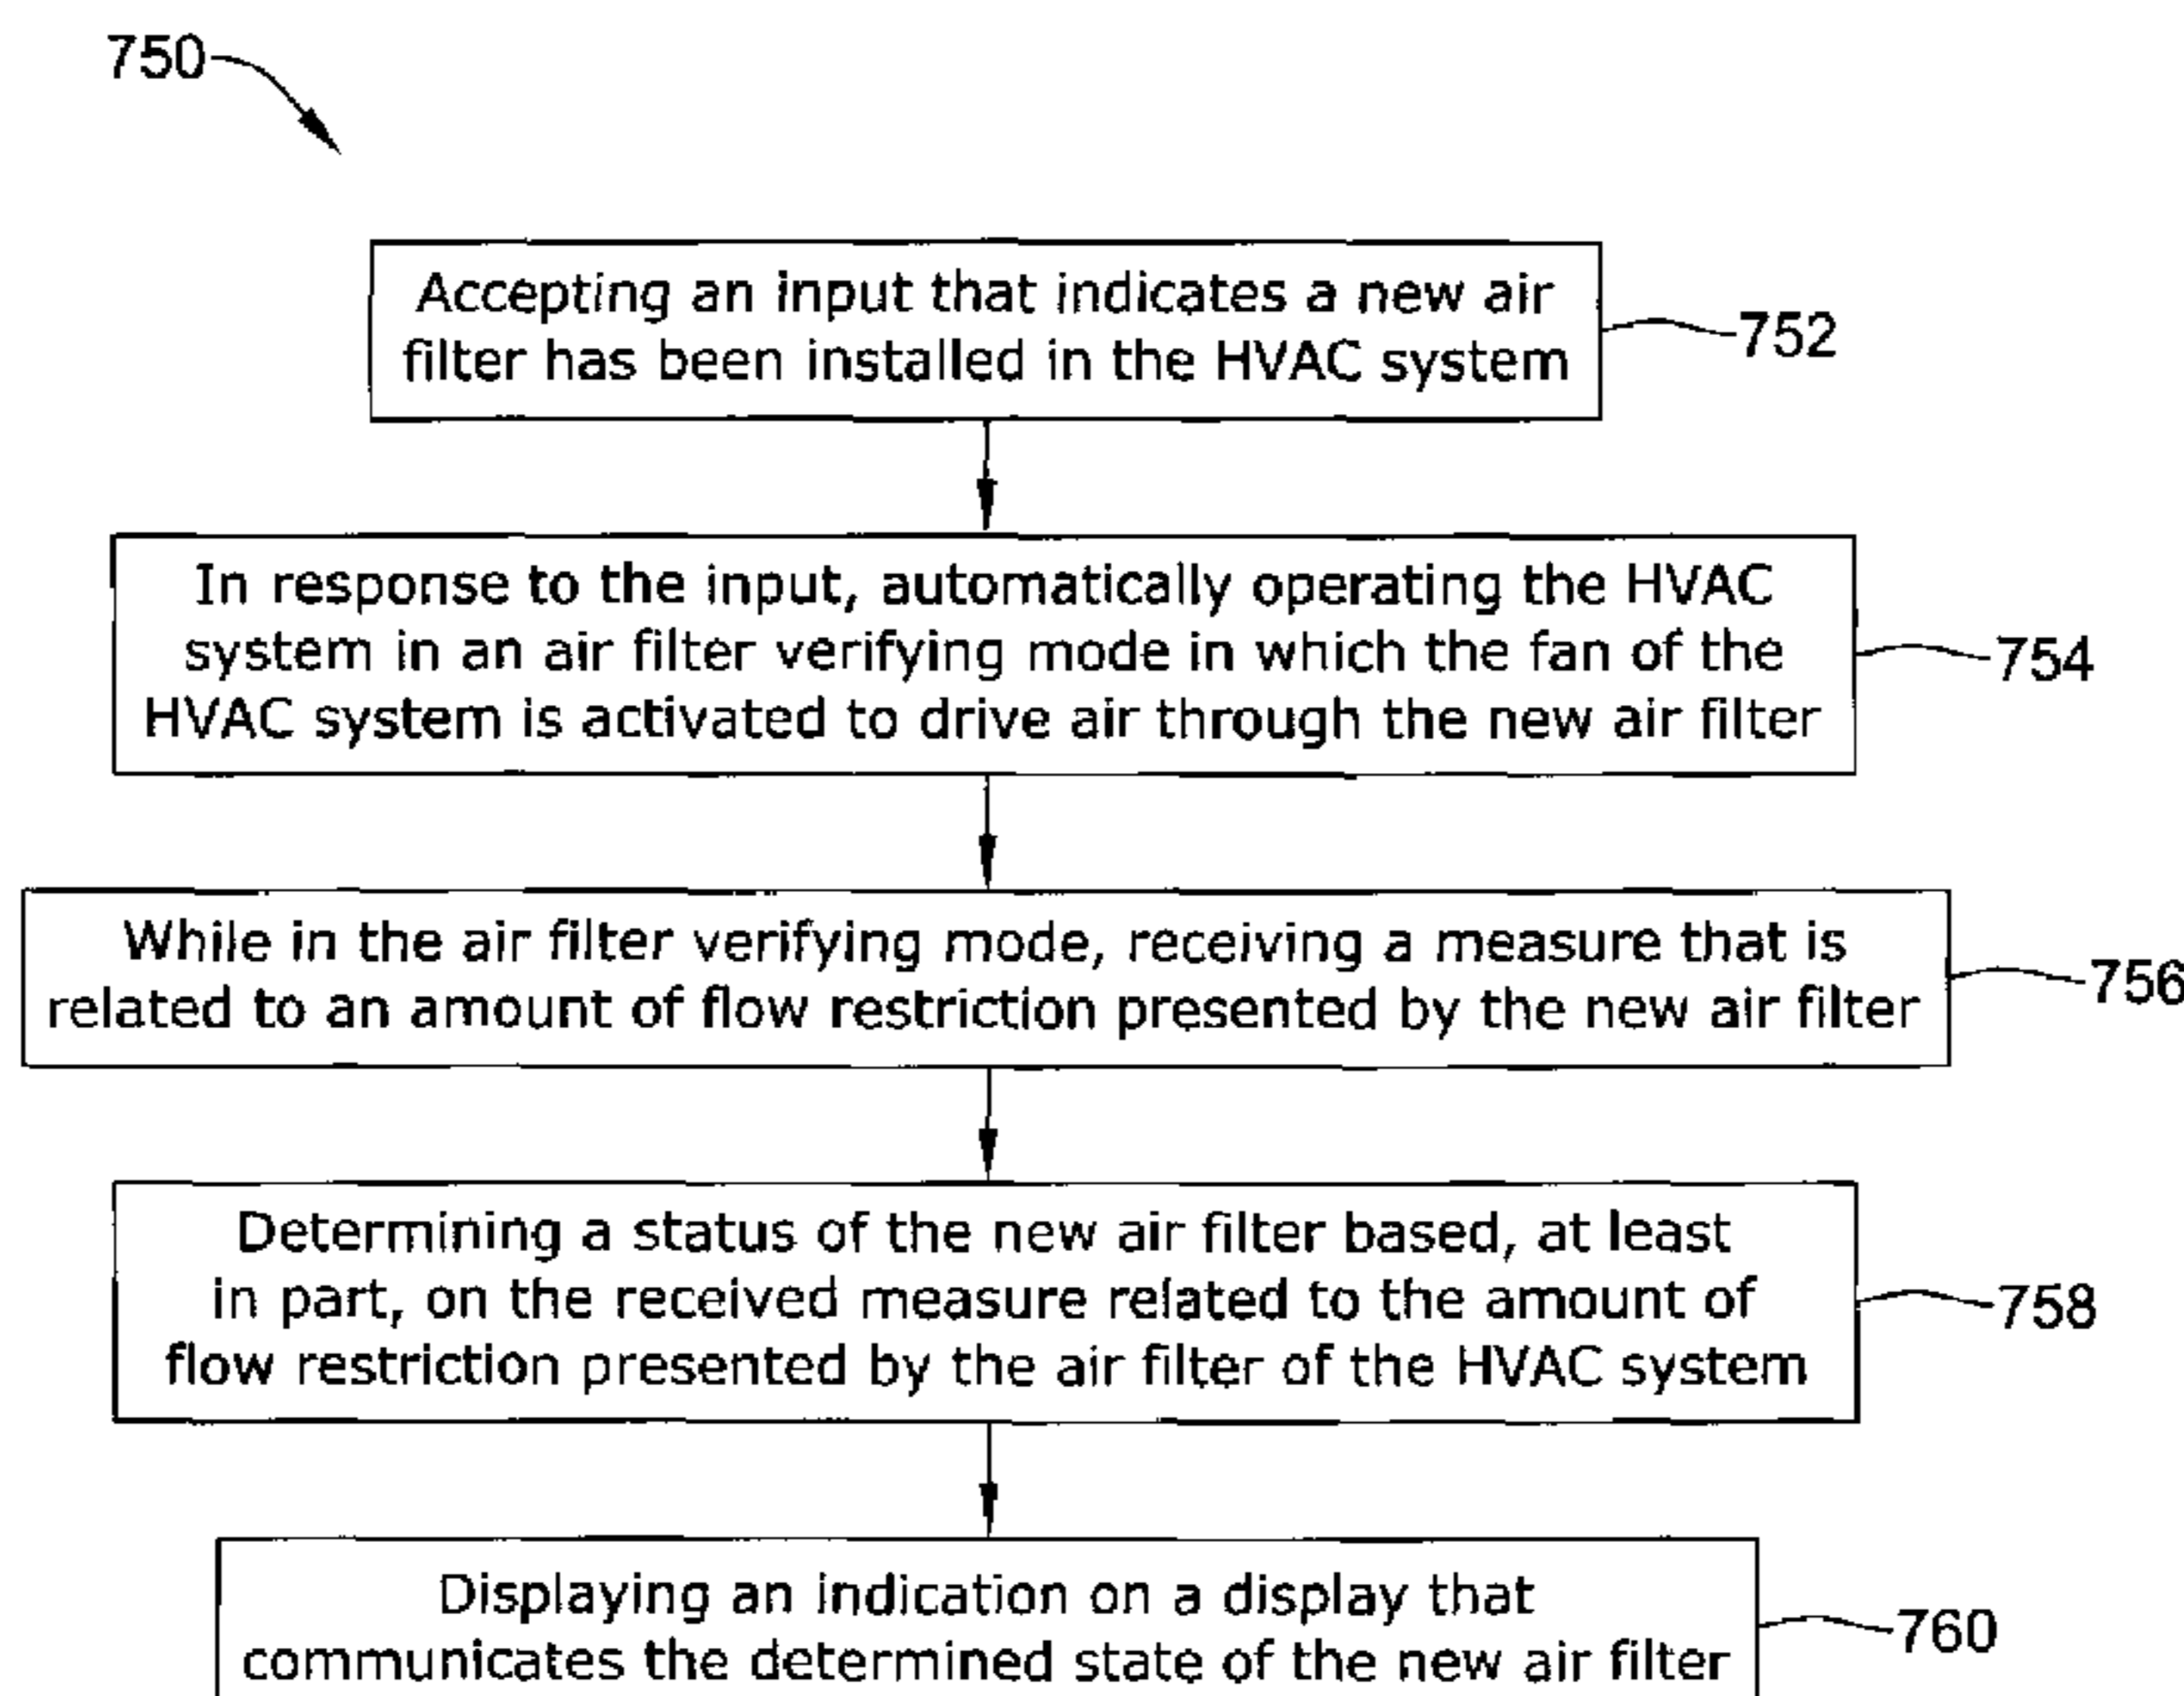 750
Accepting an input that indicates a new air
filter has been installed in the HVAC system
752
In response to the input, automatically operating the HVAC
system in an air filter verifying mode in which the fan of the
HVAC system is activated to drive air through the new air filter
754
While in the air filter verifying mode, receiving a measure that is
related to an amount of flow restriction presented by the new air filter
756
Determining a status of the new air filter based, at least
in part, on the received measure related to the amount of
flow restriction presented by the air filter of the HVAC system
758
Displaying an indication on a display that
communicates the determined state of the new air filter
760